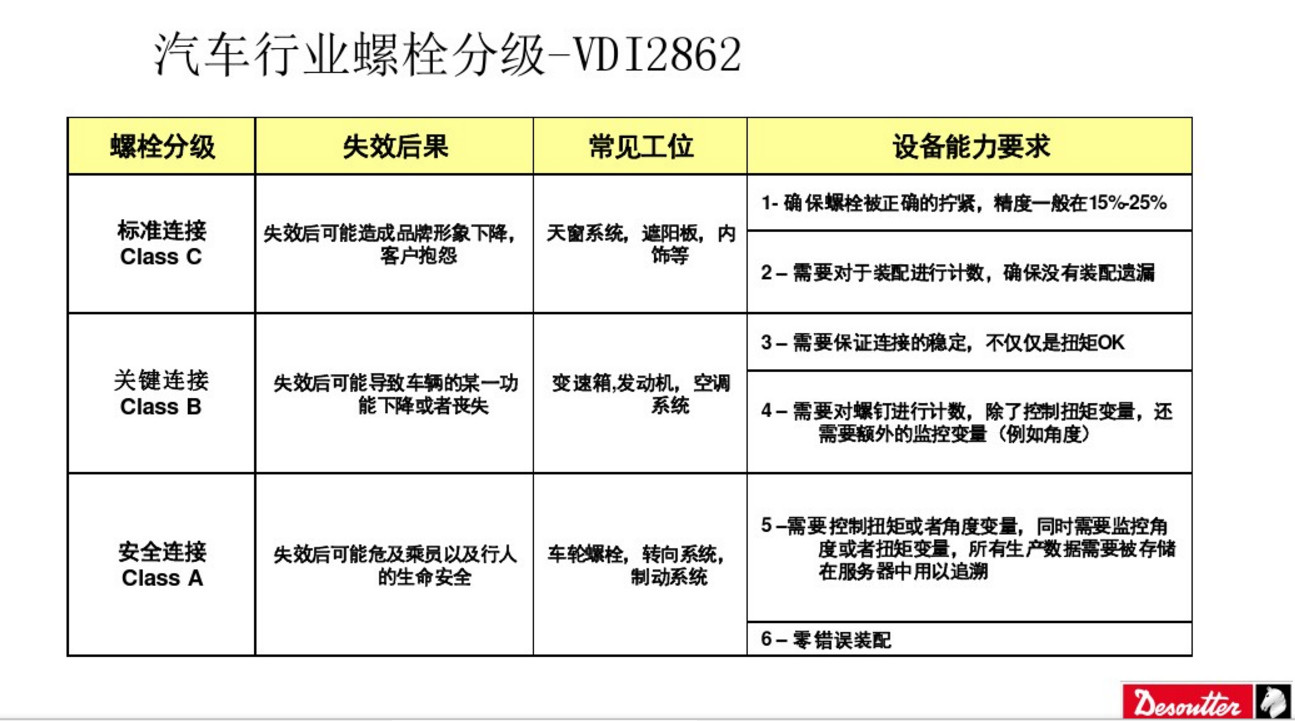 汽车行业螺栓分级-VDI2862
螺栓分级
失效后果
常见工位
设备能力要求
标准连接
Class C
失效后可能造成品牌形象下降，
客户抱怨
天窗系统，遮阳板，内
饰等
1- 确保螺栓被正确的拧紧，精度一般在15%-25%
2 – 需要对于装配进行计数，确保没有装配遗漏
关键连接
Class B
失效后可能导致车辆的某一功
能下降或者丧失
变速箱,发动机，空调
系统
3 – 需要保证连接的稳定，不仅仅是扭矩OK
4 – 需要对螺钉进行计数，除了控制扭矩变量，还
需要额外的监控变量（例如角度）
安全连接
Class A
失效后可能危及乘员以及行人
的生命安全
车轮螺栓，转向系统，
制动系统
5 –需要控制扭矩或者角度变量，同时需要监控角
度或者扭矩变量，所有生产数据需要被存储
在服务器中用以追溯
6 – 零错误装配
Desoutter